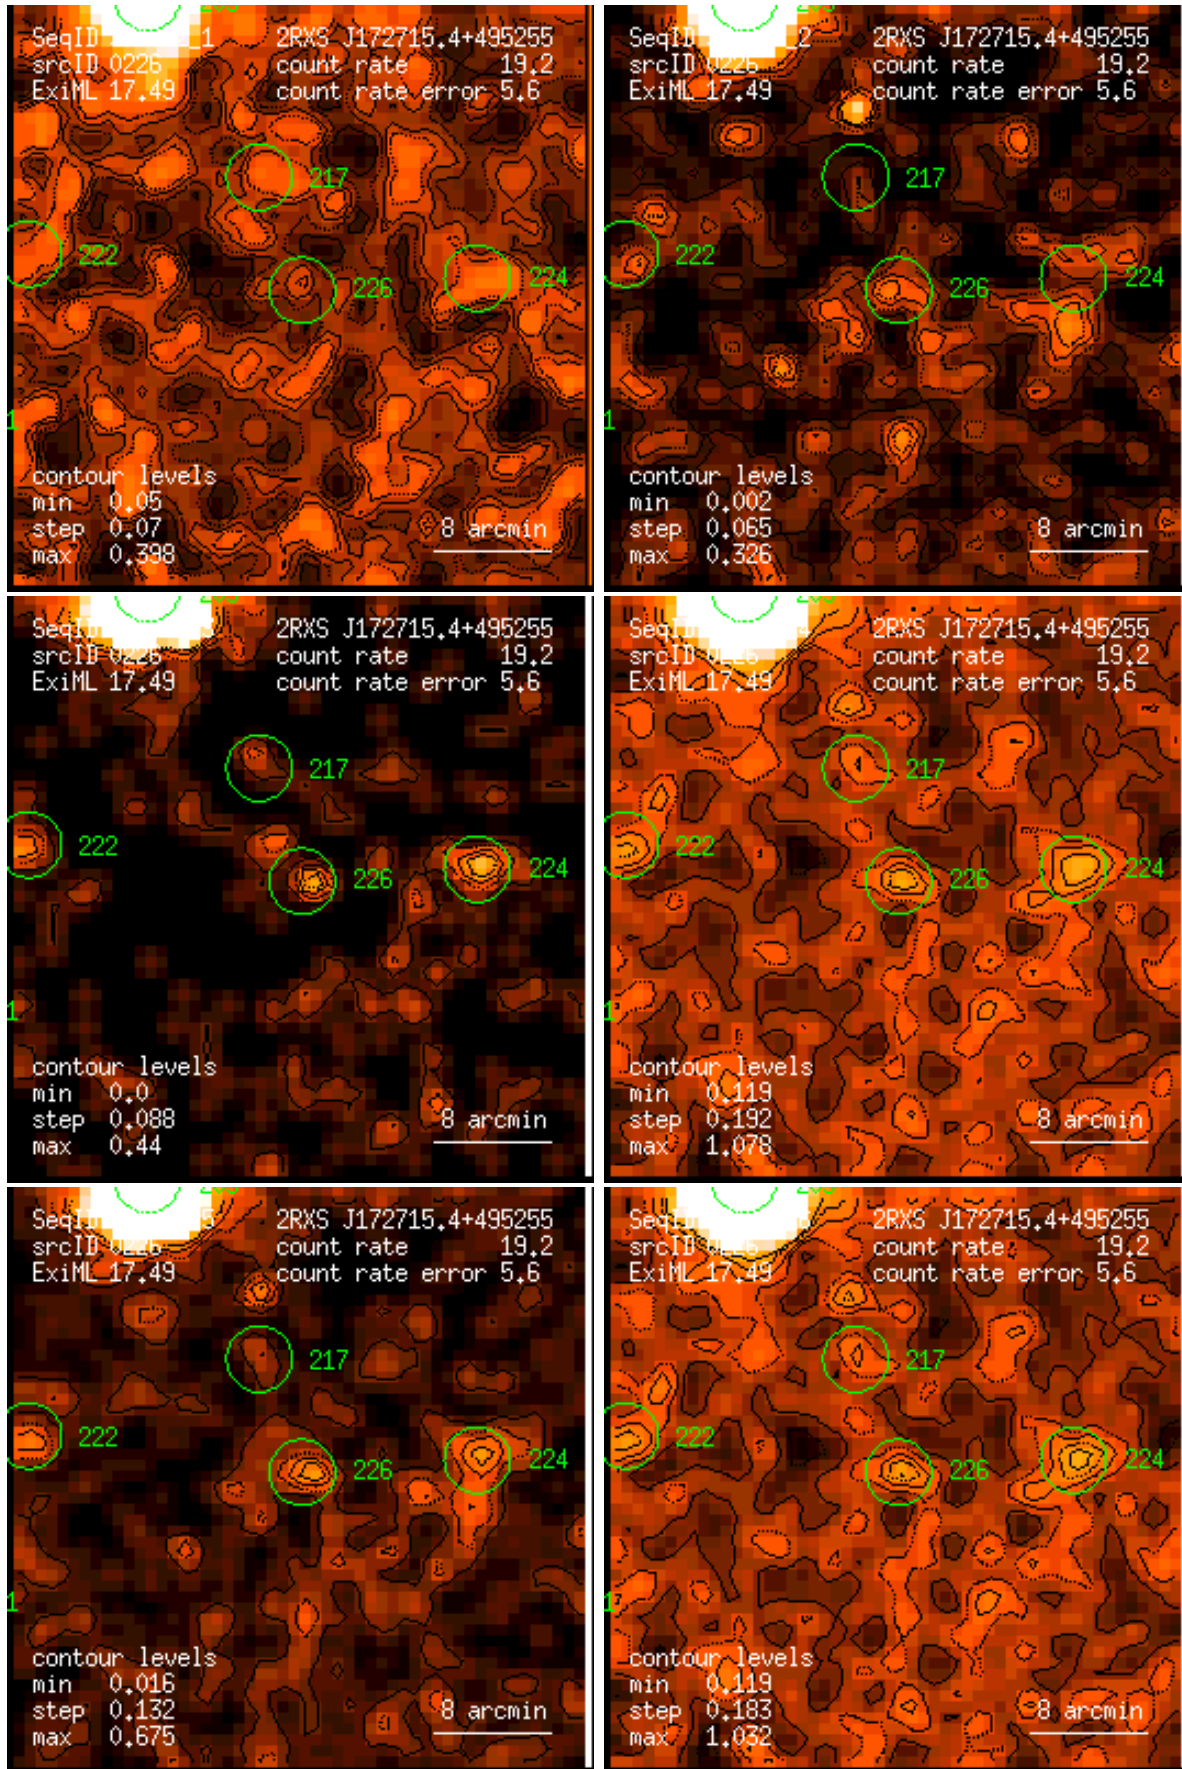 SeqID _1 2RXS J172715.4+495255
srcID 0226 count rate 19.2
ExiML 17.49 count rate error 5.6
217
222
226
224
1
contour levels
min 0.05
step 0.07
max 0.398
8 arcmin
SeqID _2 2RXS J172715.4+495255
srcID 0226 count rate 19.2
ExiML 17.49 count rate error 5.6
217
222
226
224
1
contour levels
min 0.002
step 0.065
max 0.326
8 arcmin
2RXS J172715.4+495255
srcID 0226 count rate 19.2
ExiML 17.49 count rate error 5.6
217
222
226
224
1
contour levels
min 0.0
step 0.088
max 0.44
8 arcmin
2RXS J172715.4+495255
srcID count rate 19.2
ExiML 17.49 count rate error 5.6
217
222
226
224
1
contour levels
min 0.119
step 0.192
max 1.078
8 arcmin
2RXS J172715.4+495255
srcID 0226 count rate 19.2
ExiML 17.49 count rate error 5.6
217
222
226
224
1
contour levels
min 0.016
step 0.132
max 0.675
8 arcmin
2RXS J172715.4+495255
srcID count rate 19.2
ExiML 17.49 count rate error 5.6
217
222
226
224
1
contour levels
min 0.119
step 0.183
max 1.032
8 arcmin